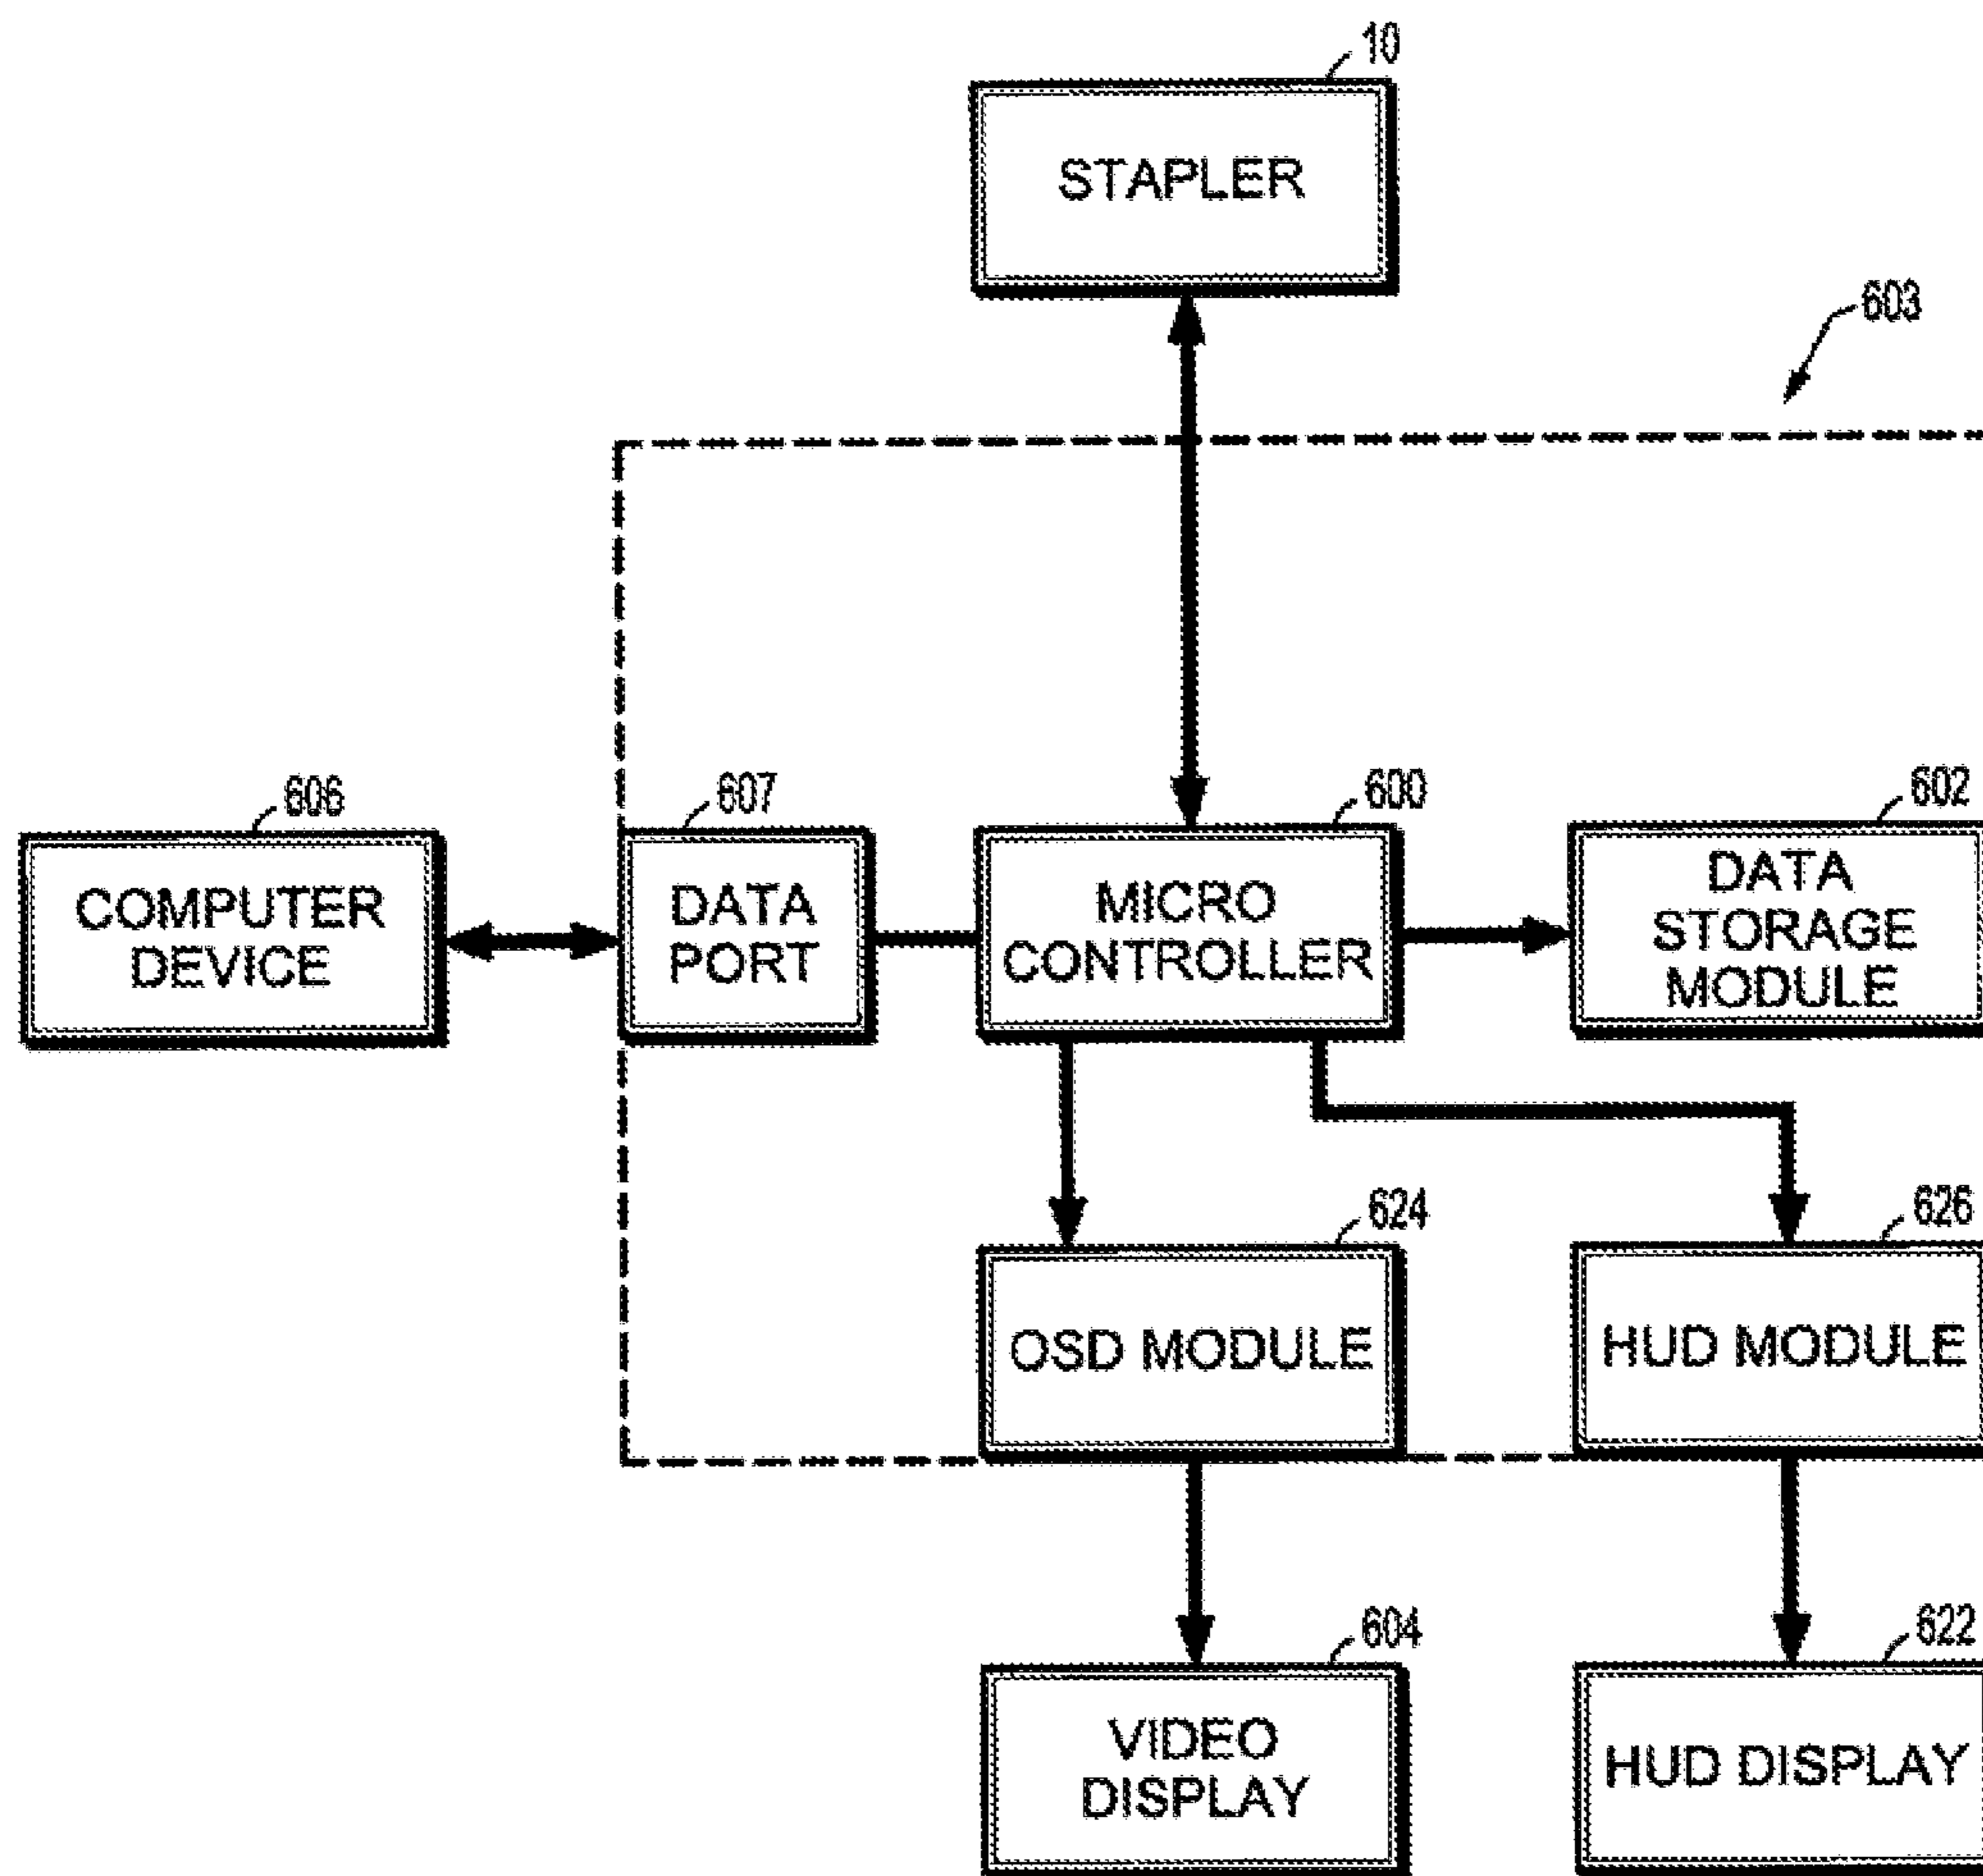 10
STAPLER
603
606
COMPUTER
DEVICE
607
DATA
PORT
600
MICRO
CONTROLLER
602
DATA
STORAGE
MODULE
624
OSD MODULE
626
HUD MODULE
604
VIDEO
DISPLAY
622
HUD DISPLAY